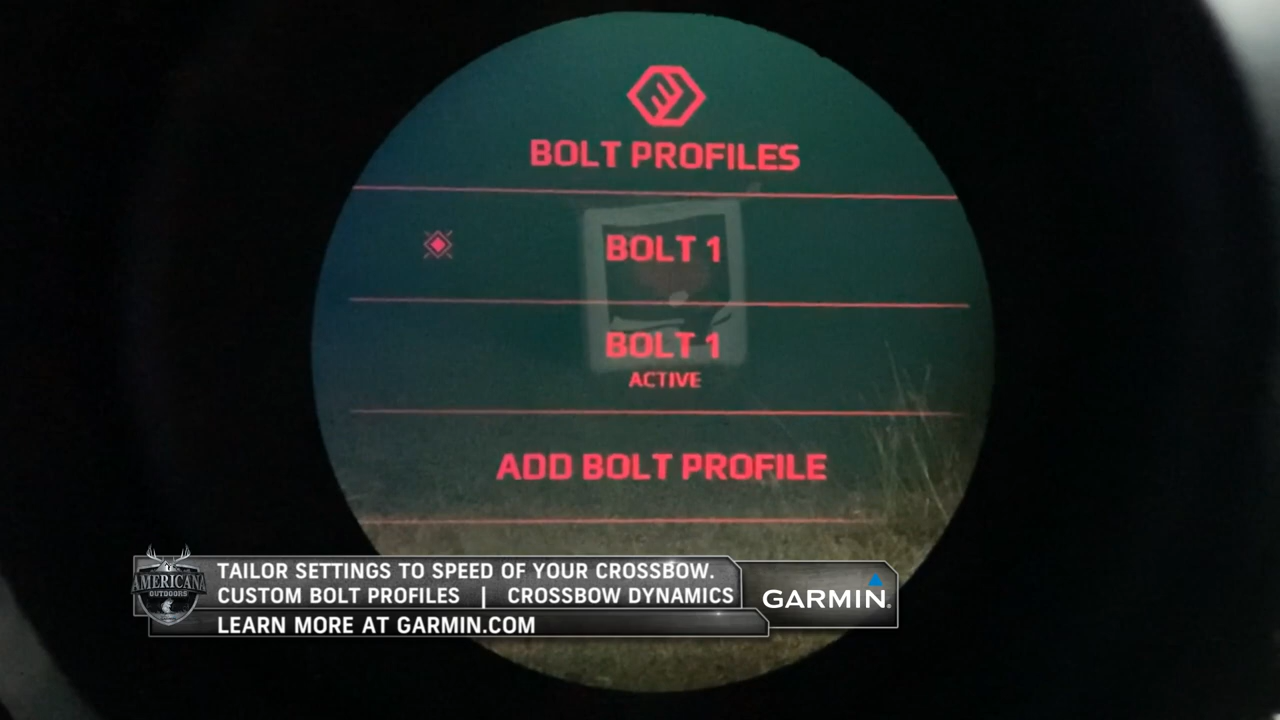 BOLT PROFILES
BOLT 1
BOLT 1
ACTIVE
ADD BOLT PROFILE
AMERICANA
OUTDOORS
TAILOR SETTINGS TO SPEED OF YOUR CROSSBOW.
CUSTOM BOLT PROFILES | CROSSBOW DYNAMICS
GARMIN®
LEARN MORE AT GARMIN.COM